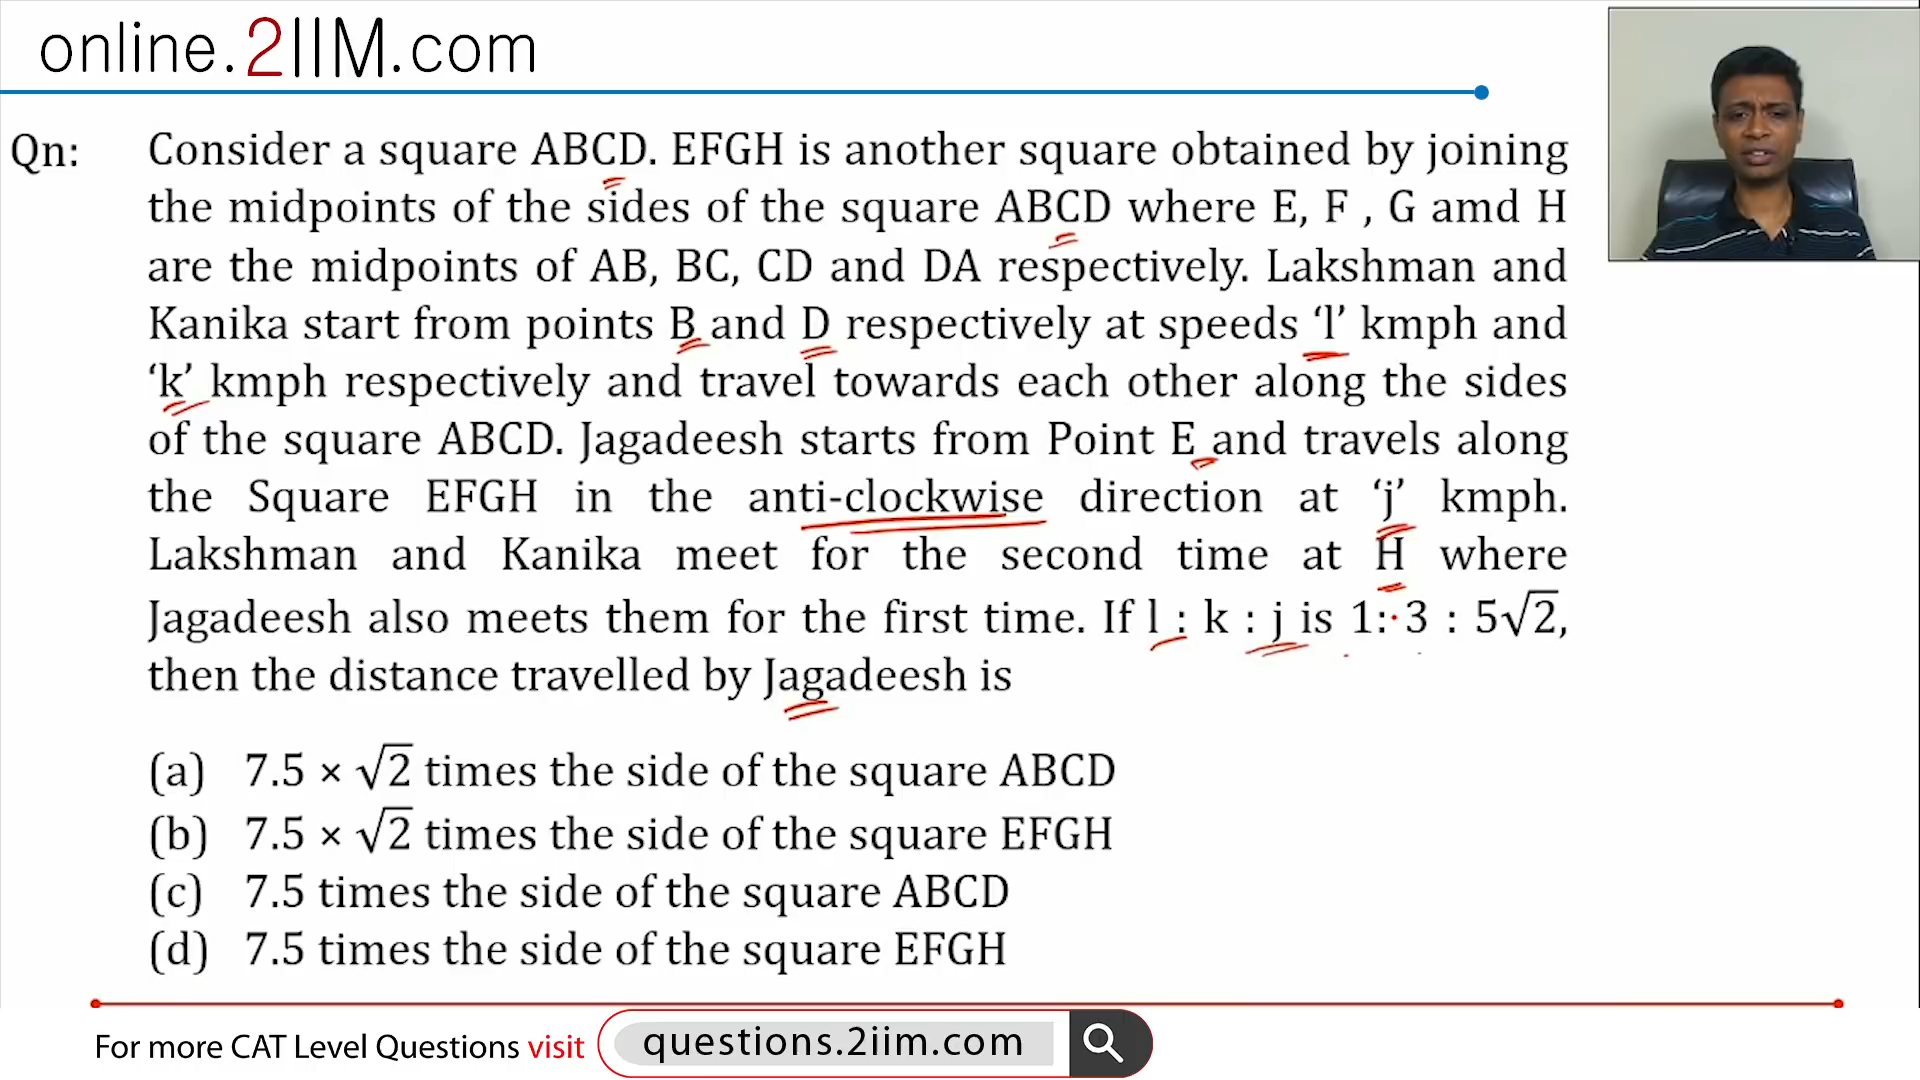 online.2IIM.com
Qn: Consider a square ABCD. EFGH is another square obtained by joining
the midpoints of the sides of the square ABCD where E, F , G amd H
are the midpoints of AB, BC, CD and DA respectively. Lakshman and
Kanika start from points B and D respectively at speeds ‘l’ kmph and
‘k’ kmph respectively and travel towards each other along the sides
of the square ABCD. Jagadeesh starts from Point E and travels along
the Square EFGH in the anti-clockwise direction at ‘j’ kmph.
Lakshman and Kanika meet for the second time at H where
Jagadeesh also meets them for the first time. If l : k : j is 1: 3 : 5√2,
then the distance travelled by Jagadeesh is
(a) 7.5 × √2 times the side of the square ABCD
(b) 7.5 × √2 times the side of the square EFGH
(c) 7.5 times the side of the square ABCD
(d) 7.5 times the side of the square EFGH
For more CAT Level Questions visit questions.2iim.com